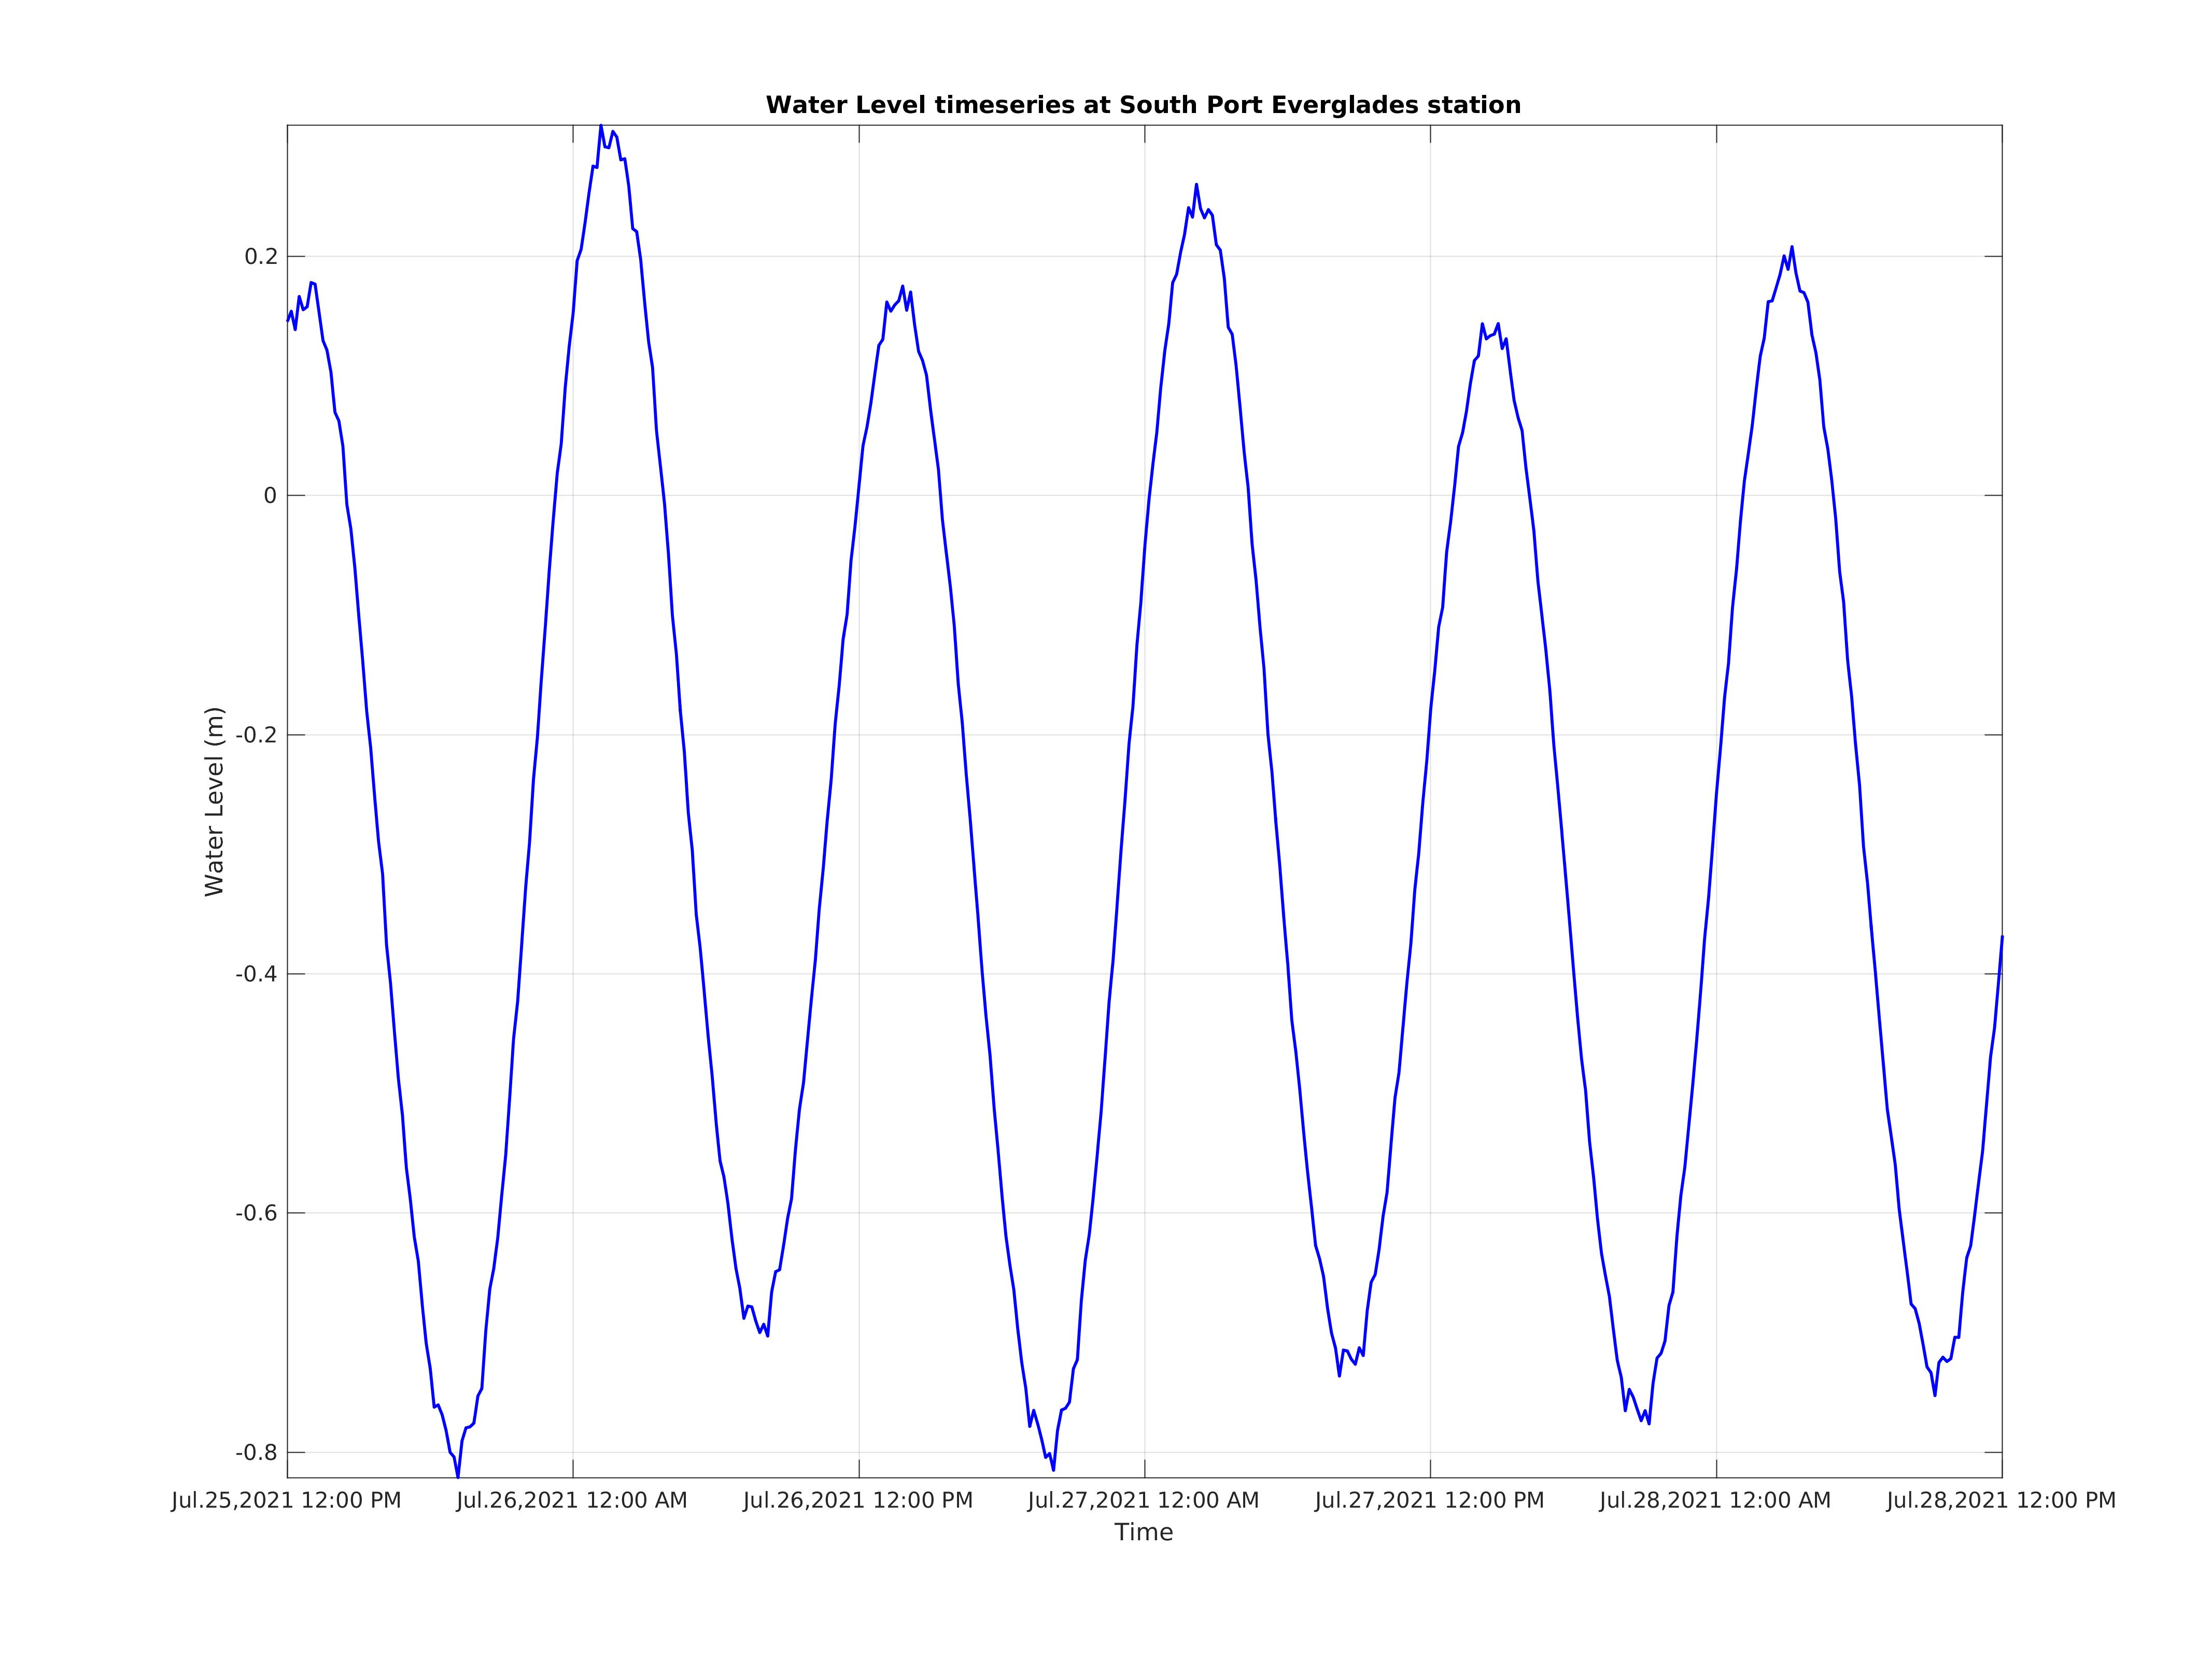 Water Level timeseries at South Port Everglades station
0.2
0
-0.2
-0.4
-0.6
-0.8
Water Level (m)
Jul.25,2021 12:00 PM
Jul.26,2021 12:00 AM
Jul.26,2021 12:00 PM
Jul.27,2021 12:00 AM
Jul.27,2021 12:00 PM
Jul.28,2021 12:00 AM
Jul.28,2021 12:00 PM
Time